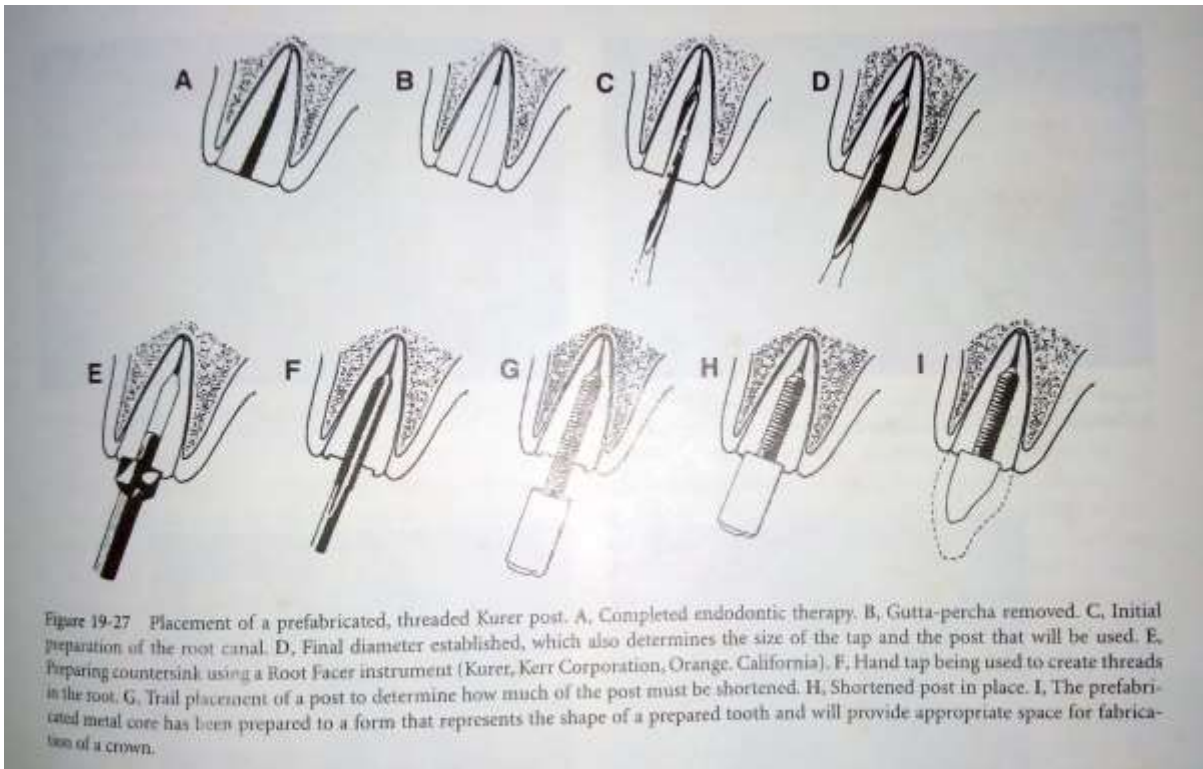 A
B
C
D
E
F
G
H
I
Figure 19-27 Placement of a prefabricated, threaded Kurer post. A, Completed endodontic therapy. B, Gutta-percha removed. C, Initial
preparation of the root canal. D, Final diameter established, which also determines the size of the tap and the post that will be used. E,
Preparing countersink using a Root Facer instrument (Kurer, Kerr Corporation, Orange, California). F, Hand tap being used to create threads
in the root. G, Trail placement of a post to determine how much of the post must be shortened. H, Shortened post in place. I, The prefabri-
cated metal core has been prepared to a form that represents the shape of a prepared tooth and will provide appropriate space for fabrica-
tion of a crown.